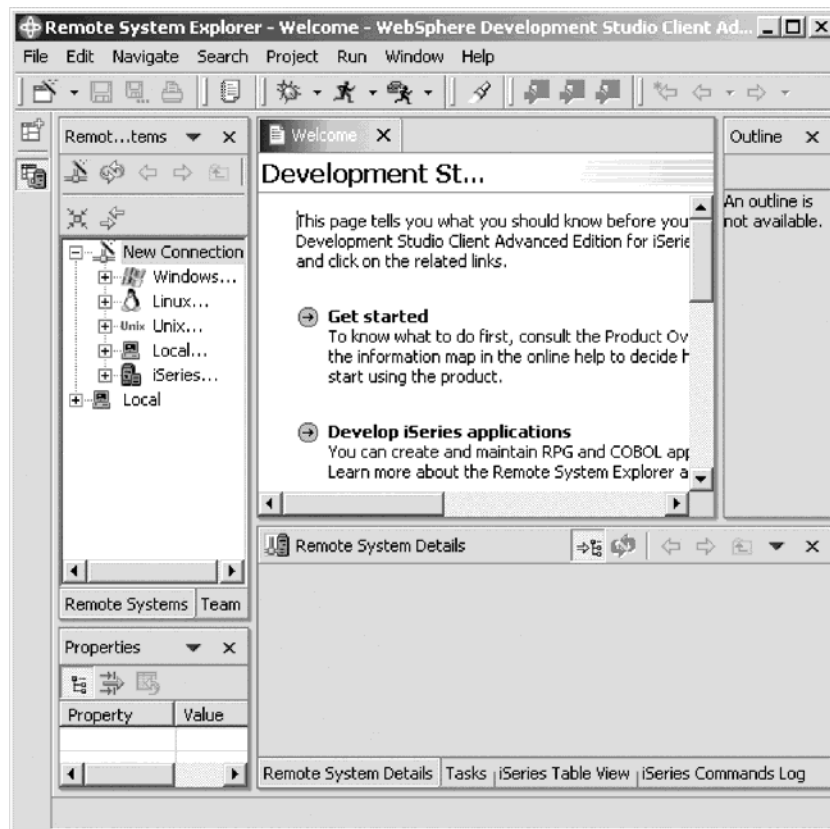 Remote System Explorer - Welcome - WebSphere Development Studio Client Ad...
File Edit Navigate Search Project Run Window Help
Remot...tems
Welcome
Outline
Development St...
An outline is
not available.
This page tells you what you should know before you
Development Studio Client Advanced Edition for iSerie
and click on the related links.
New Connection
Windows...
Linux...
Unix Unix...
Local...
iSeries...
Local
Get started
To know what to do first, consult the Product Ov
the information map in the online help to decide h
start using the product.
Develop iSeries applications
You can create and maintain RPG and COBOL app
Learn more about the Remote System Explorer a
Remote Systems Team
Remote System Details
Properties
Property Value
Remote System Details Tasks iSeries Table View iSeries Commands Log